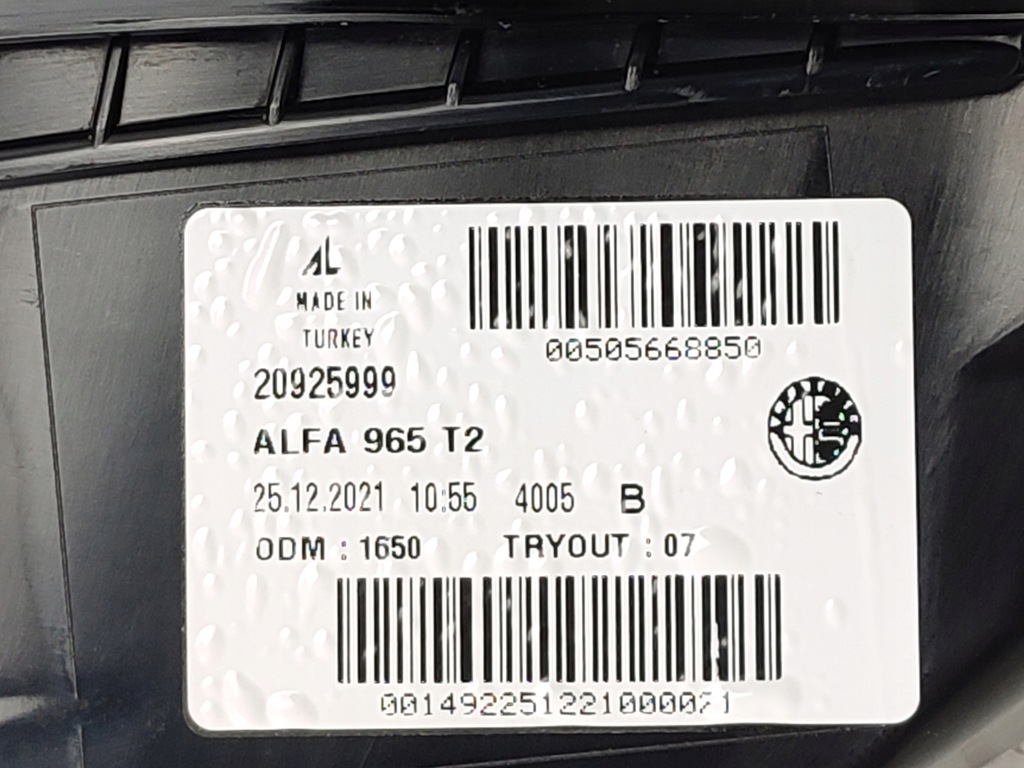 AL
MADE IN
TURKEY
00505668850
20925999
ALFA 965 T2
25.12.2021 10:55 4005 B
ODM : 1650 TRYOUT : 07
001492251221000071